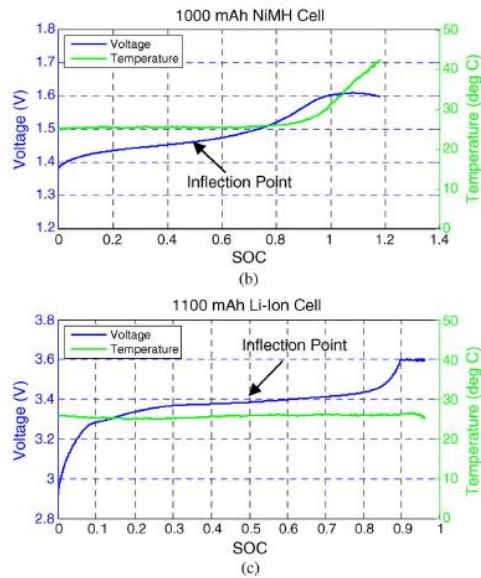 1000 mAh NiMH Cell
Voltage
Temperature
Inflection Point
Voltage (V)
1.8
1.7
1.6
1.5
1.4
1.3
1.2
Temperature (deg C)
50
40
30
20
10
0
0 0.2 0.4 0.6 0.8 1 1.2 1.4
SOC
(b)
1100 mAh Li-Ion Cell
Voltage
Temperature
Inflection Point
Voltage (V)
3.8
3.6
3.4
3.2
3
2.8
Temperature (deg C)
50
40
30
20
10
0
0 0.1 0.2 0.3 0.4 0.5 0.6 0.7 0.8 0.9
SOC
(c)